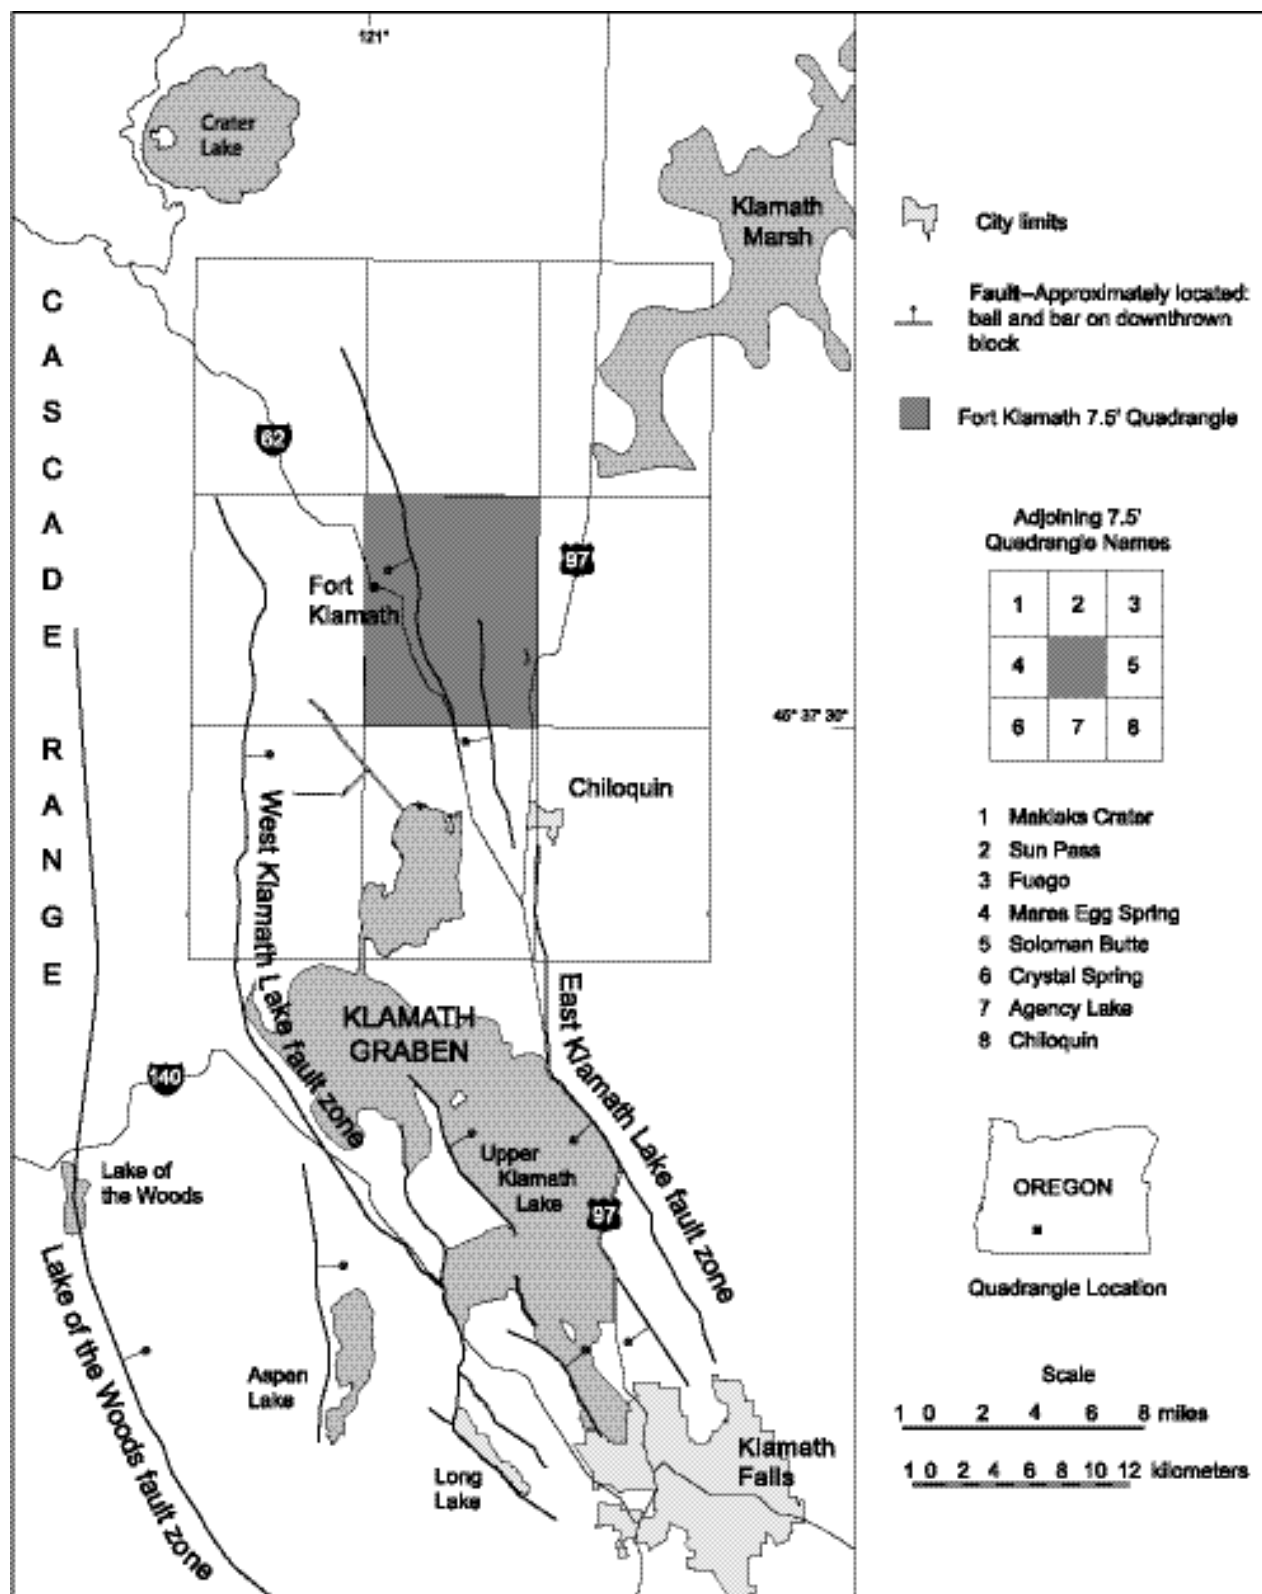 121°
Crater
Lake
Klamath
Marsh
CASCADE
RANGE
62
97
Fort
Klamath
Chiloquin
West Klamath Lake fault zone
East Klamath Lake fault zone
KLAMATH
GRABEN
140
Upper
Klamath
Lake
97
Lake of
the Woods
Lake of the Woods fault zone
Aspen
Lake
Long
Lake
Klamath
Falls
City limits
Fault—Approximately located:
ball and bar on downthrown
block
Fort Klamath 7.5' Quadrangle
Adjoining 7.5'
Quadrangle Names
1 2 3
4 5
6 7 8
1 Maklaks Crater
2 Sun Pass
3 Fuego
4 Mares Egg Spring
5 Soloman Butte
6 Crystal Spring
7 Agency Lake
8 Chiloquin
OREGON
Quadrangle Location
Scale
1 0 2 4 6 8 miles
1 0 2 4 6 8 10 12 kilometers